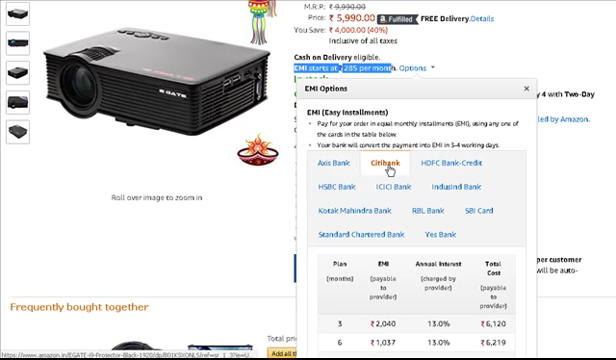 M.R.P.: ₹ 9,990.00
Price: ₹ 5,990.00 Fulfilled FREE Delivery.Details
You Save: ₹ 4,000.00 (40%)
Inclusive of all taxes
Cash on Delivery eligible.
EMI starts at ₹285 per month. Options
EMI Options
×
EMI (Easy Installments)
• Pay for your order in equal monthly installments (EMI), using any one of
the cards in the table below
• Your bank will convert the payment into EMI in 3-4 working days.
Axis Bank Citibank HDFC Bank-Credit
HSBC Bank ICICI Bank IndusInd Bank
Kotak Mahindra Bank RBL Bank SBI Card
Standard Chartered Bank Yes Bank
Plan
(months)
EMI
(payable
to
provider)
Annual Interest
(charged by
provider)
Total
Cost
(payable
to
provider)
3 ₹ 2,040 13.0% ₹ 6,120
6 ₹ 1,037 13.0% ₹ 6,219
4 with Two-Day
ld by Amazon.
per customer
will be auto-
EGATE
Roll over image to zoom in
Frequently bought together
Total pric
Add all th